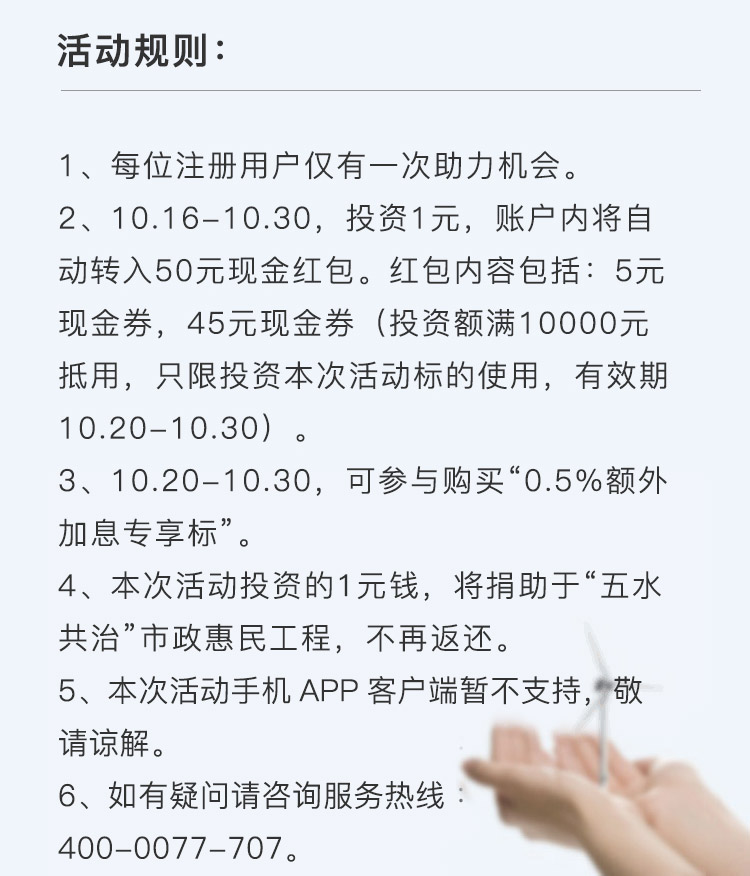 活动规则：
1、每位注册用户仅有一次助力机会。
2、10.16-10.30，投资1元，账户内将自
动转入50元现金红包。红包内容包括：5元
现金券，45元现金券（投资额满10000元
抵用，只限投资本次活动标的使用，有效期
10.20-10.30）。
3、10.20-10.30，可参与购买“0.5%额外
加息专享标”。
4、本次活动投资的1元钱，将捐助于“五水
共治”市政惠民工程，不再返还。
5、本次活动手机 APP 客户端暂不支持，敬
请谅解。
6、如有疑问请咨询服务热线：
400-0077-707。